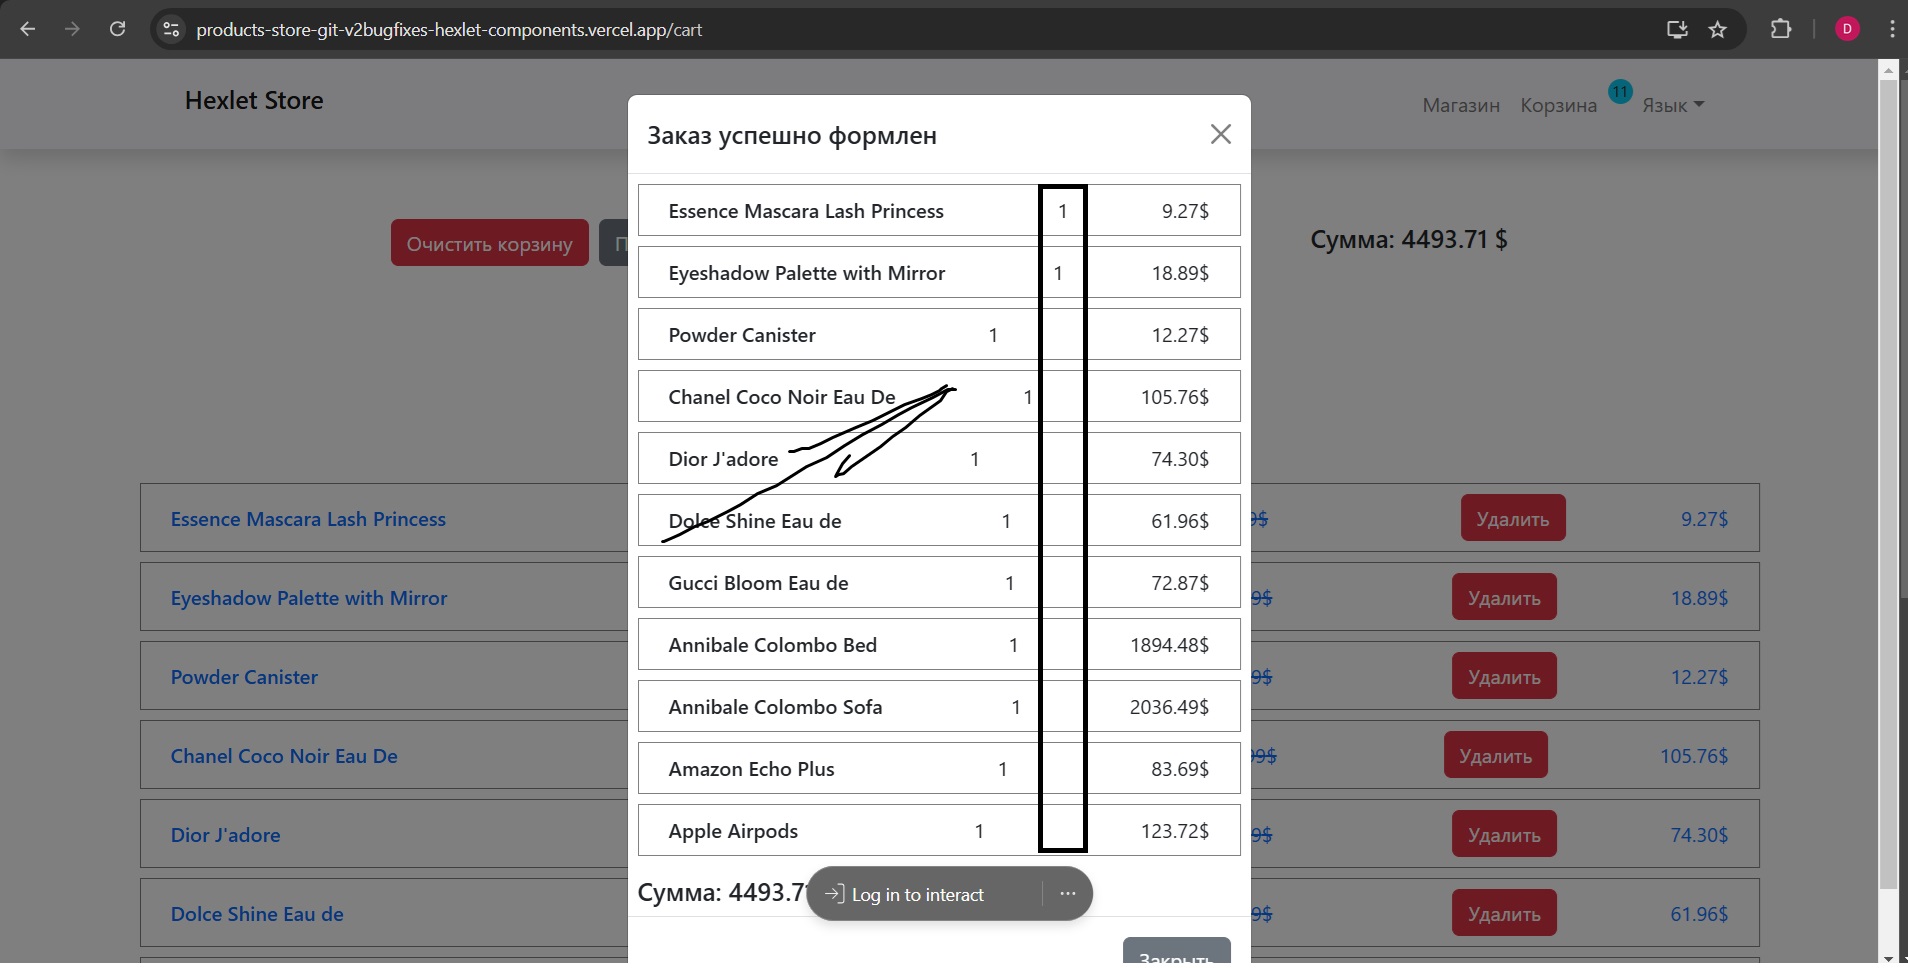 products-store-git-v2bugfixes-hexlet-components.vercel.app/cart
D
Hexlet Store
Магазин Корзина 11 Язык
Заказ успешно формлен
Очистить корзину П
Сумма: 4493.71 $
Essence Mascara Lash Princess 1 9.27$
Eyeshadow Palette with Mirror 1 18.89$
Powder Canister 1 12.27$
Chanel Coco Noir Eau De 1 105.76$
Dior J'adore 1 74.30$
Dolce Shine Eau de 1 61.96$
Gucci Bloom Eau de 1 72.87$
Annibale Colombo Bed 1 1894.48$
Annibale Colombo Sofa 1 2036.49$
Amazon Echo Plus 1 83.69$
Apple Airpods 1 123.72$
Сумма: 4493.7
Log in to interact
Закрыть
Essence Mascara Lash Princess 9$ Удалить 9.27$
Eyeshadow Palette with Mirror 9$ Удалить 18.89$
Powder Canister 9$ Удалить 12.27$
Chanel Coco Noir Eau De 99$ Удалить 105.76$
Dior J'adore 9$ Удалить 74.30$
Dolce Shine Eau de 9$ Удалить 61.96$